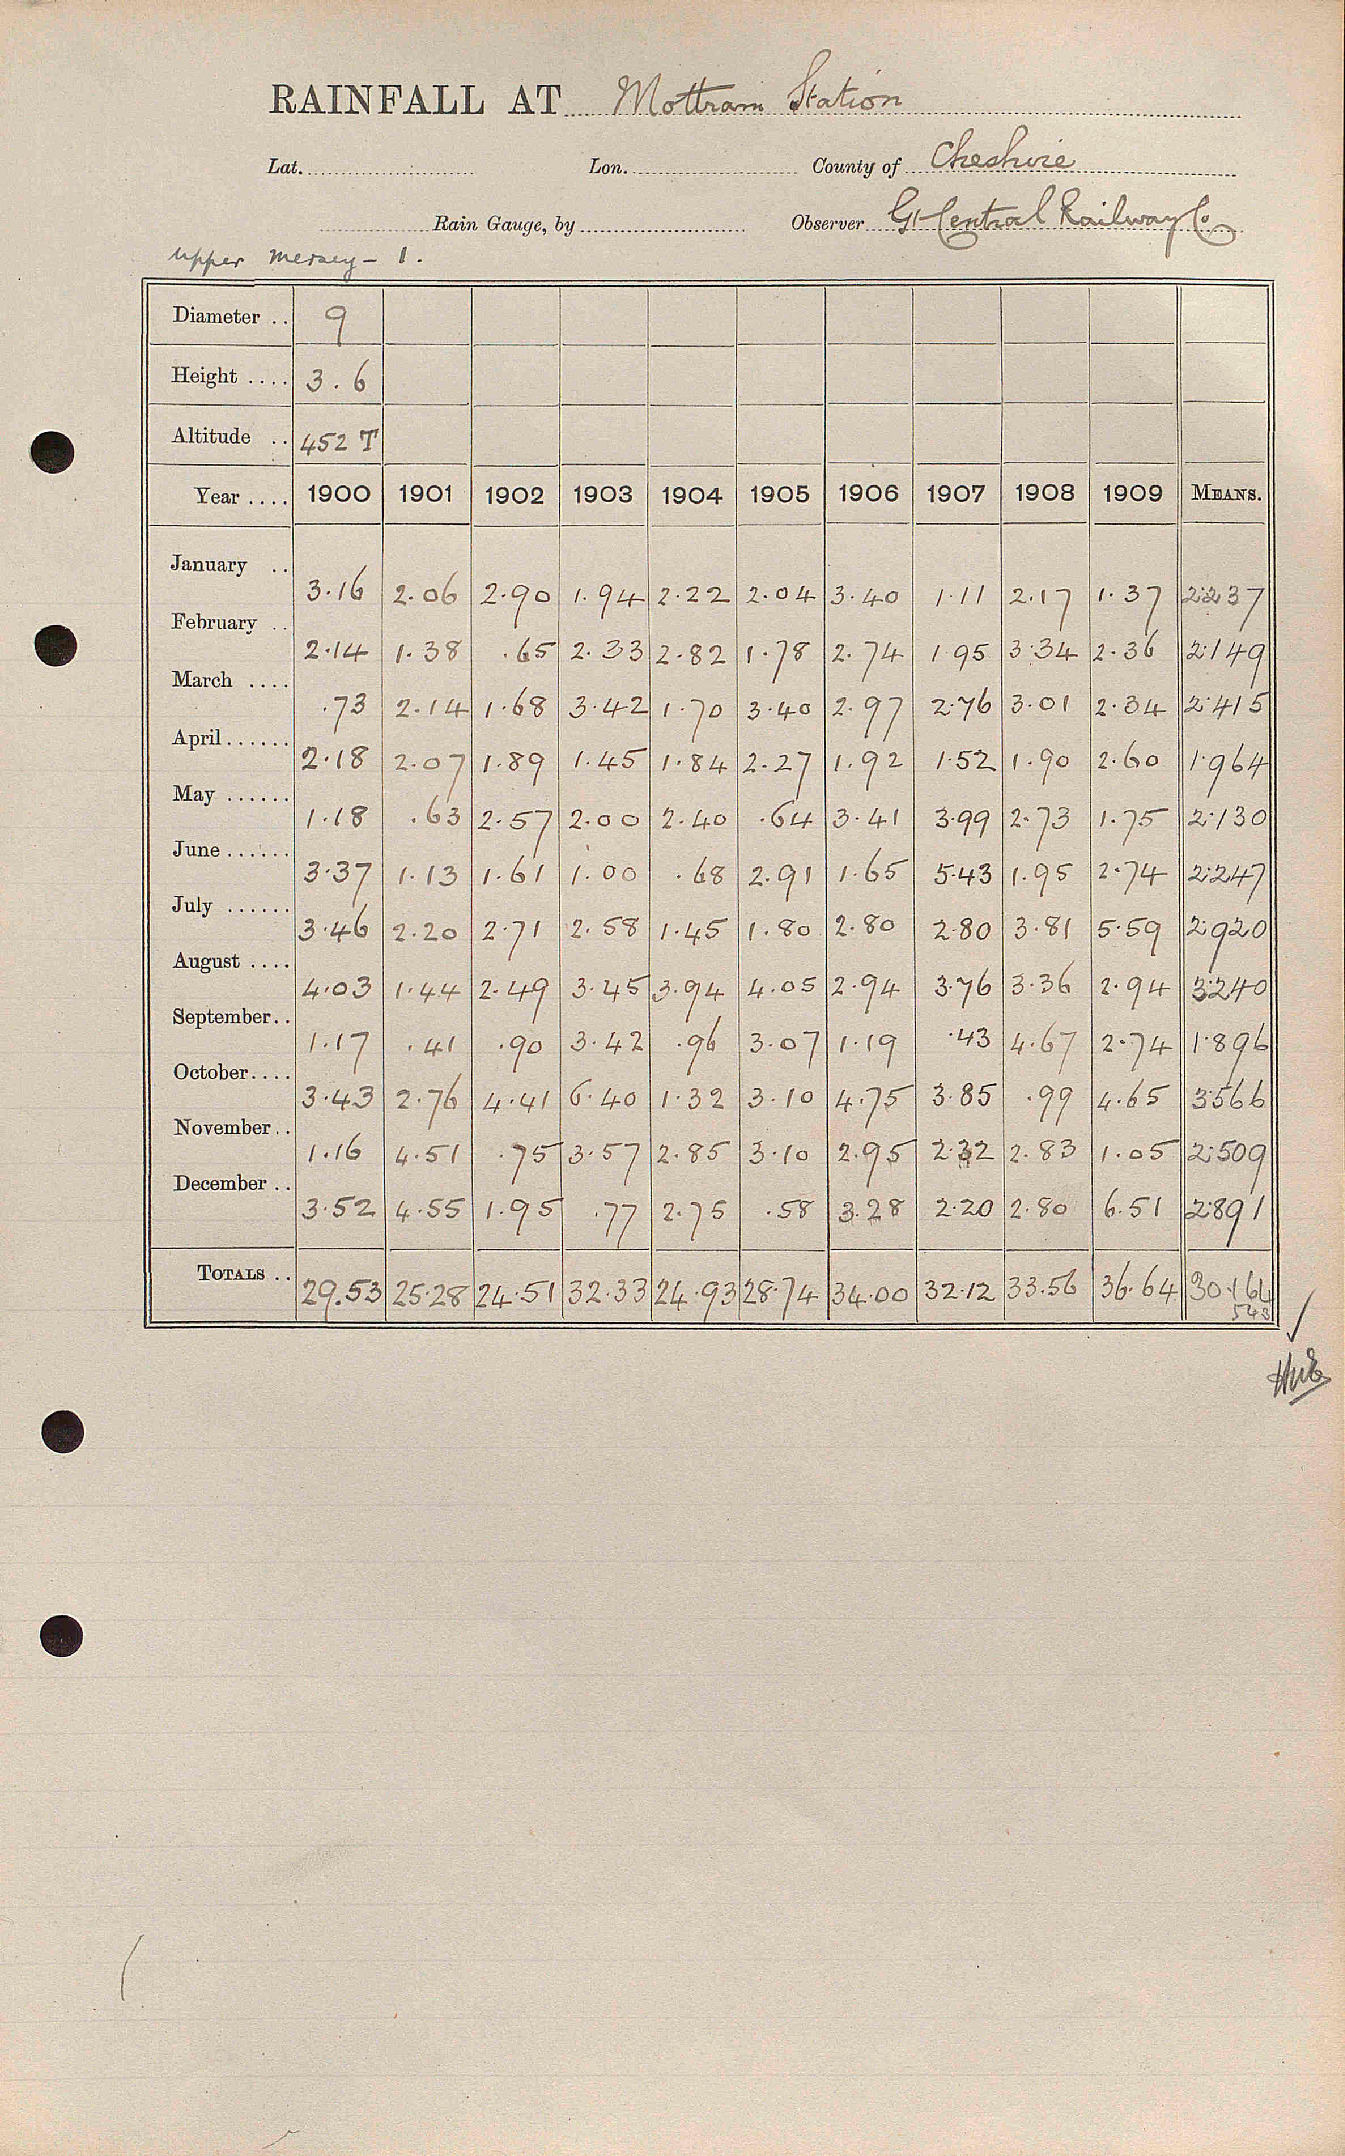 RAINFALL AT Mottram Station
Lat. Lon. County of Cheshire
Rain Gauge, by Observer Gt Central Railway Co
Upper Mersey - 1.
Diameter .. 9
Height .... 3.6
Altitude .. 452 T
Year .... 1900 1901 1902 1903 1904 1905 1906 1907 1908 1909 MEANS.
January .. 3.16 2.06 2.90 1.94 2.22 2.04 3.40 1.11 2.17 1.37 2.237
February .. 2.14 1.38 .65 2.33 2.82 1.78 2.74 1.95 3.34 2.36 2.149
March .... .73 2.14 1.68 3.42 1.70 3.40 2.97 2.76 3.01 2.34 2.415
April...... 2.18 2.07 1.89 1.45 1.84 2.27 1.92 1.52 1.90 2.60 1.964
May ...... 1.18 .63 2.57 2.00 2.40 .64 3.41 3.99 2.73 1.75 2.130
June ...... 3.37 1.13 1.61 1.00 .68 2.91 1.65 5.43 1.95 2.74 2.247
July ...... 3.46 2.20 2.71 2.58 1.45 1.80 2.80 2.80 3.81 5.59 2.920
August .... 4.03 1.44 2.49 3.45 3.94 4.05 2.94 3.76 3.36 2.94 3.240
September.. 1.17 .41 .90 3.42 .96 3.07 1.19 .43 4.67 2.74 1.896
October.... 3.43 2.76 4.41 6.40 1.32 3.10 4.75 3.85 .99 4.65 3.566
November.. 1.16 4.51 .75 3.57 2.85 3.10 2.95 2.32 2.83 1.05 2.509
December .. 3.52 4.55 1.95 .77 2.75 .58 3.28 2.20 2.80 6.51 2.891
TOTALS .. 29.53 25.28 24.51 32.33 24.93 28.74 34.00 32.12 33.56 36.64 30.164